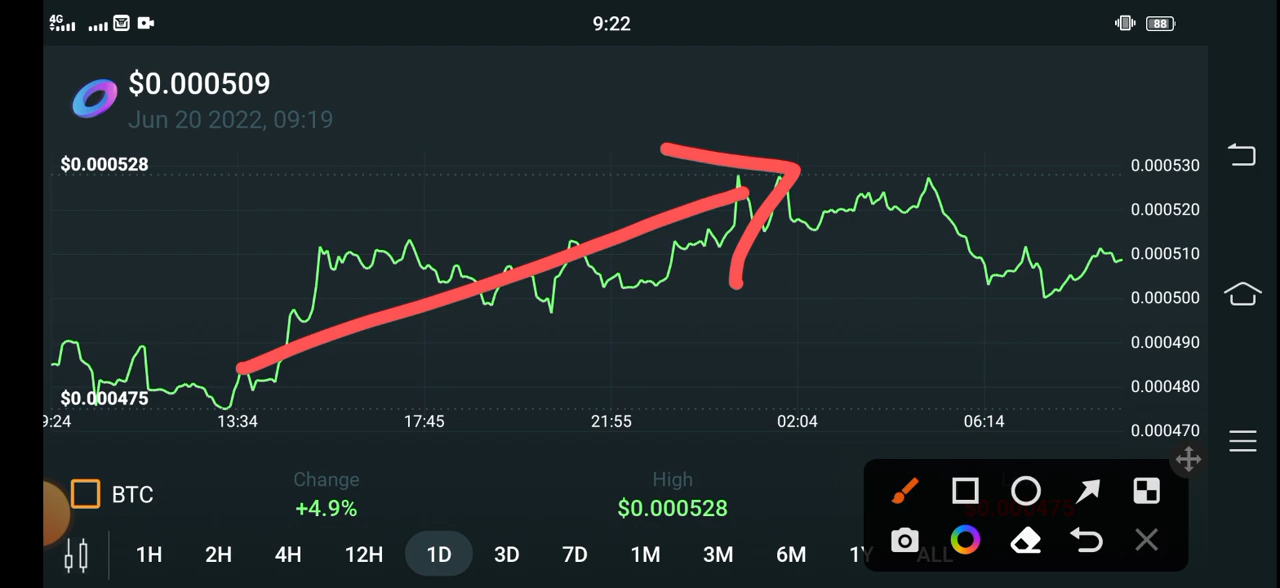 4G 9:22 88
$0.000509
Jun 20 2022, 09:19
$0.000528 0.000530
0.000520
0.000510
0.000500
0.000490
0.000480
$0.000475
9:24 13:34 17:45 21:55 02:04 06:14
0.000470
Change High
BTC +4.9% $0.000528 $0.000475
1H 2H 4H 12H 1D 3D 7D 1M 3M 6M 1Y ALL